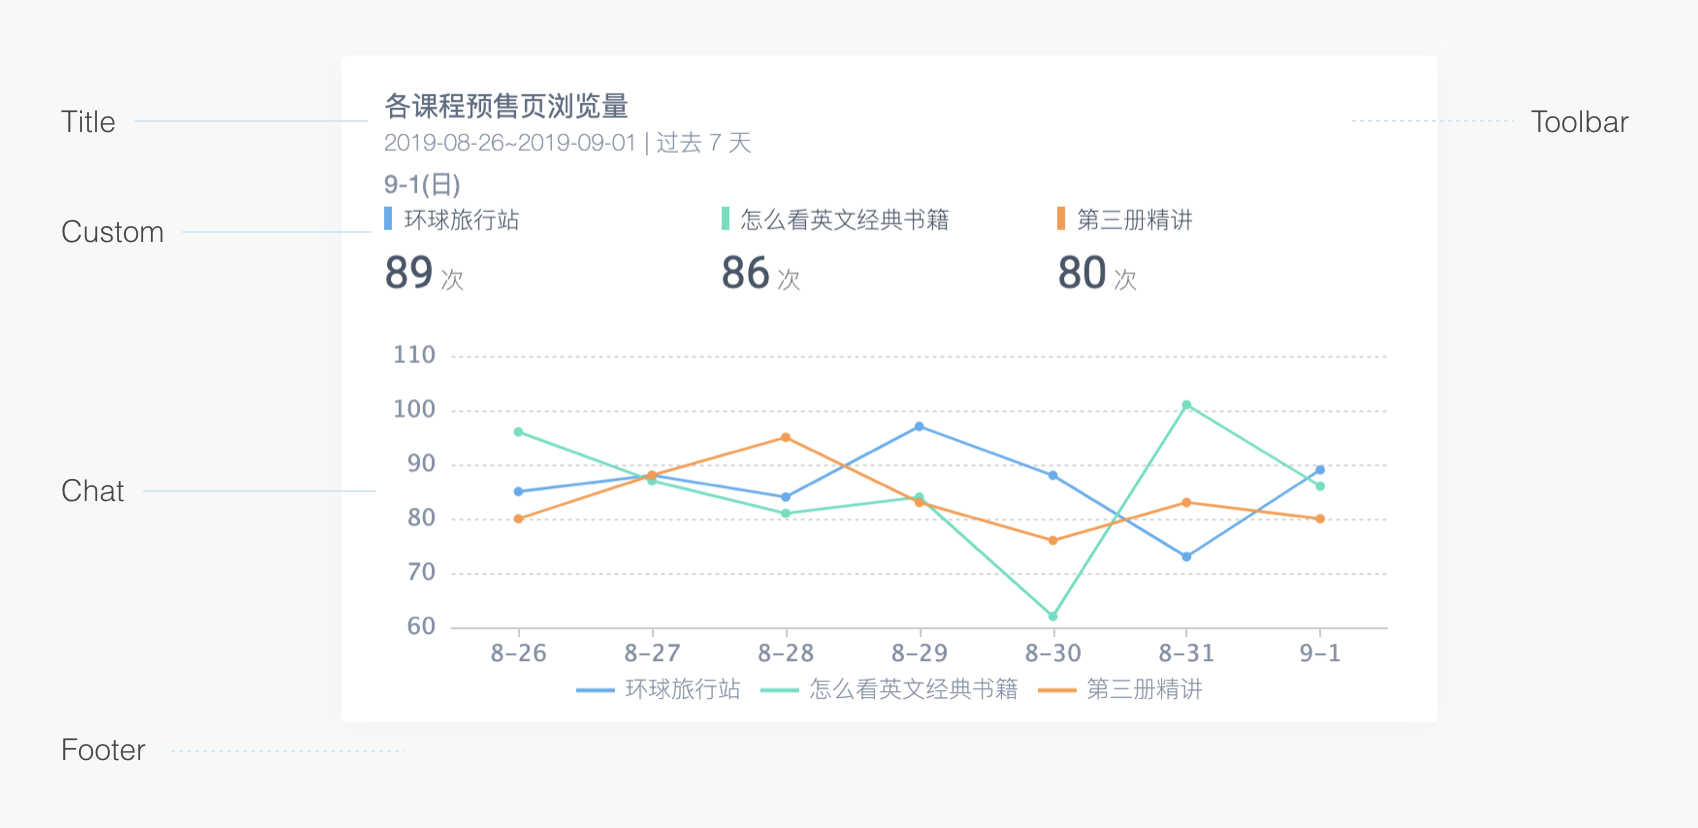 Title
各课程预售页浏览量
Toolbar
2019-08-26~2019-09-01 | 过去 7 天
9-1(日)
Custom
环球旅行站 怎么看英文经典书籍 第三册精讲
89 次 86 次 80 次
110
100
90
Chat
80
70
60
8-26 8-27 8-28 8-29 8-30 8-31 9-1
环球旅行站 怎么看英文经典书籍 第三册精讲
Footer